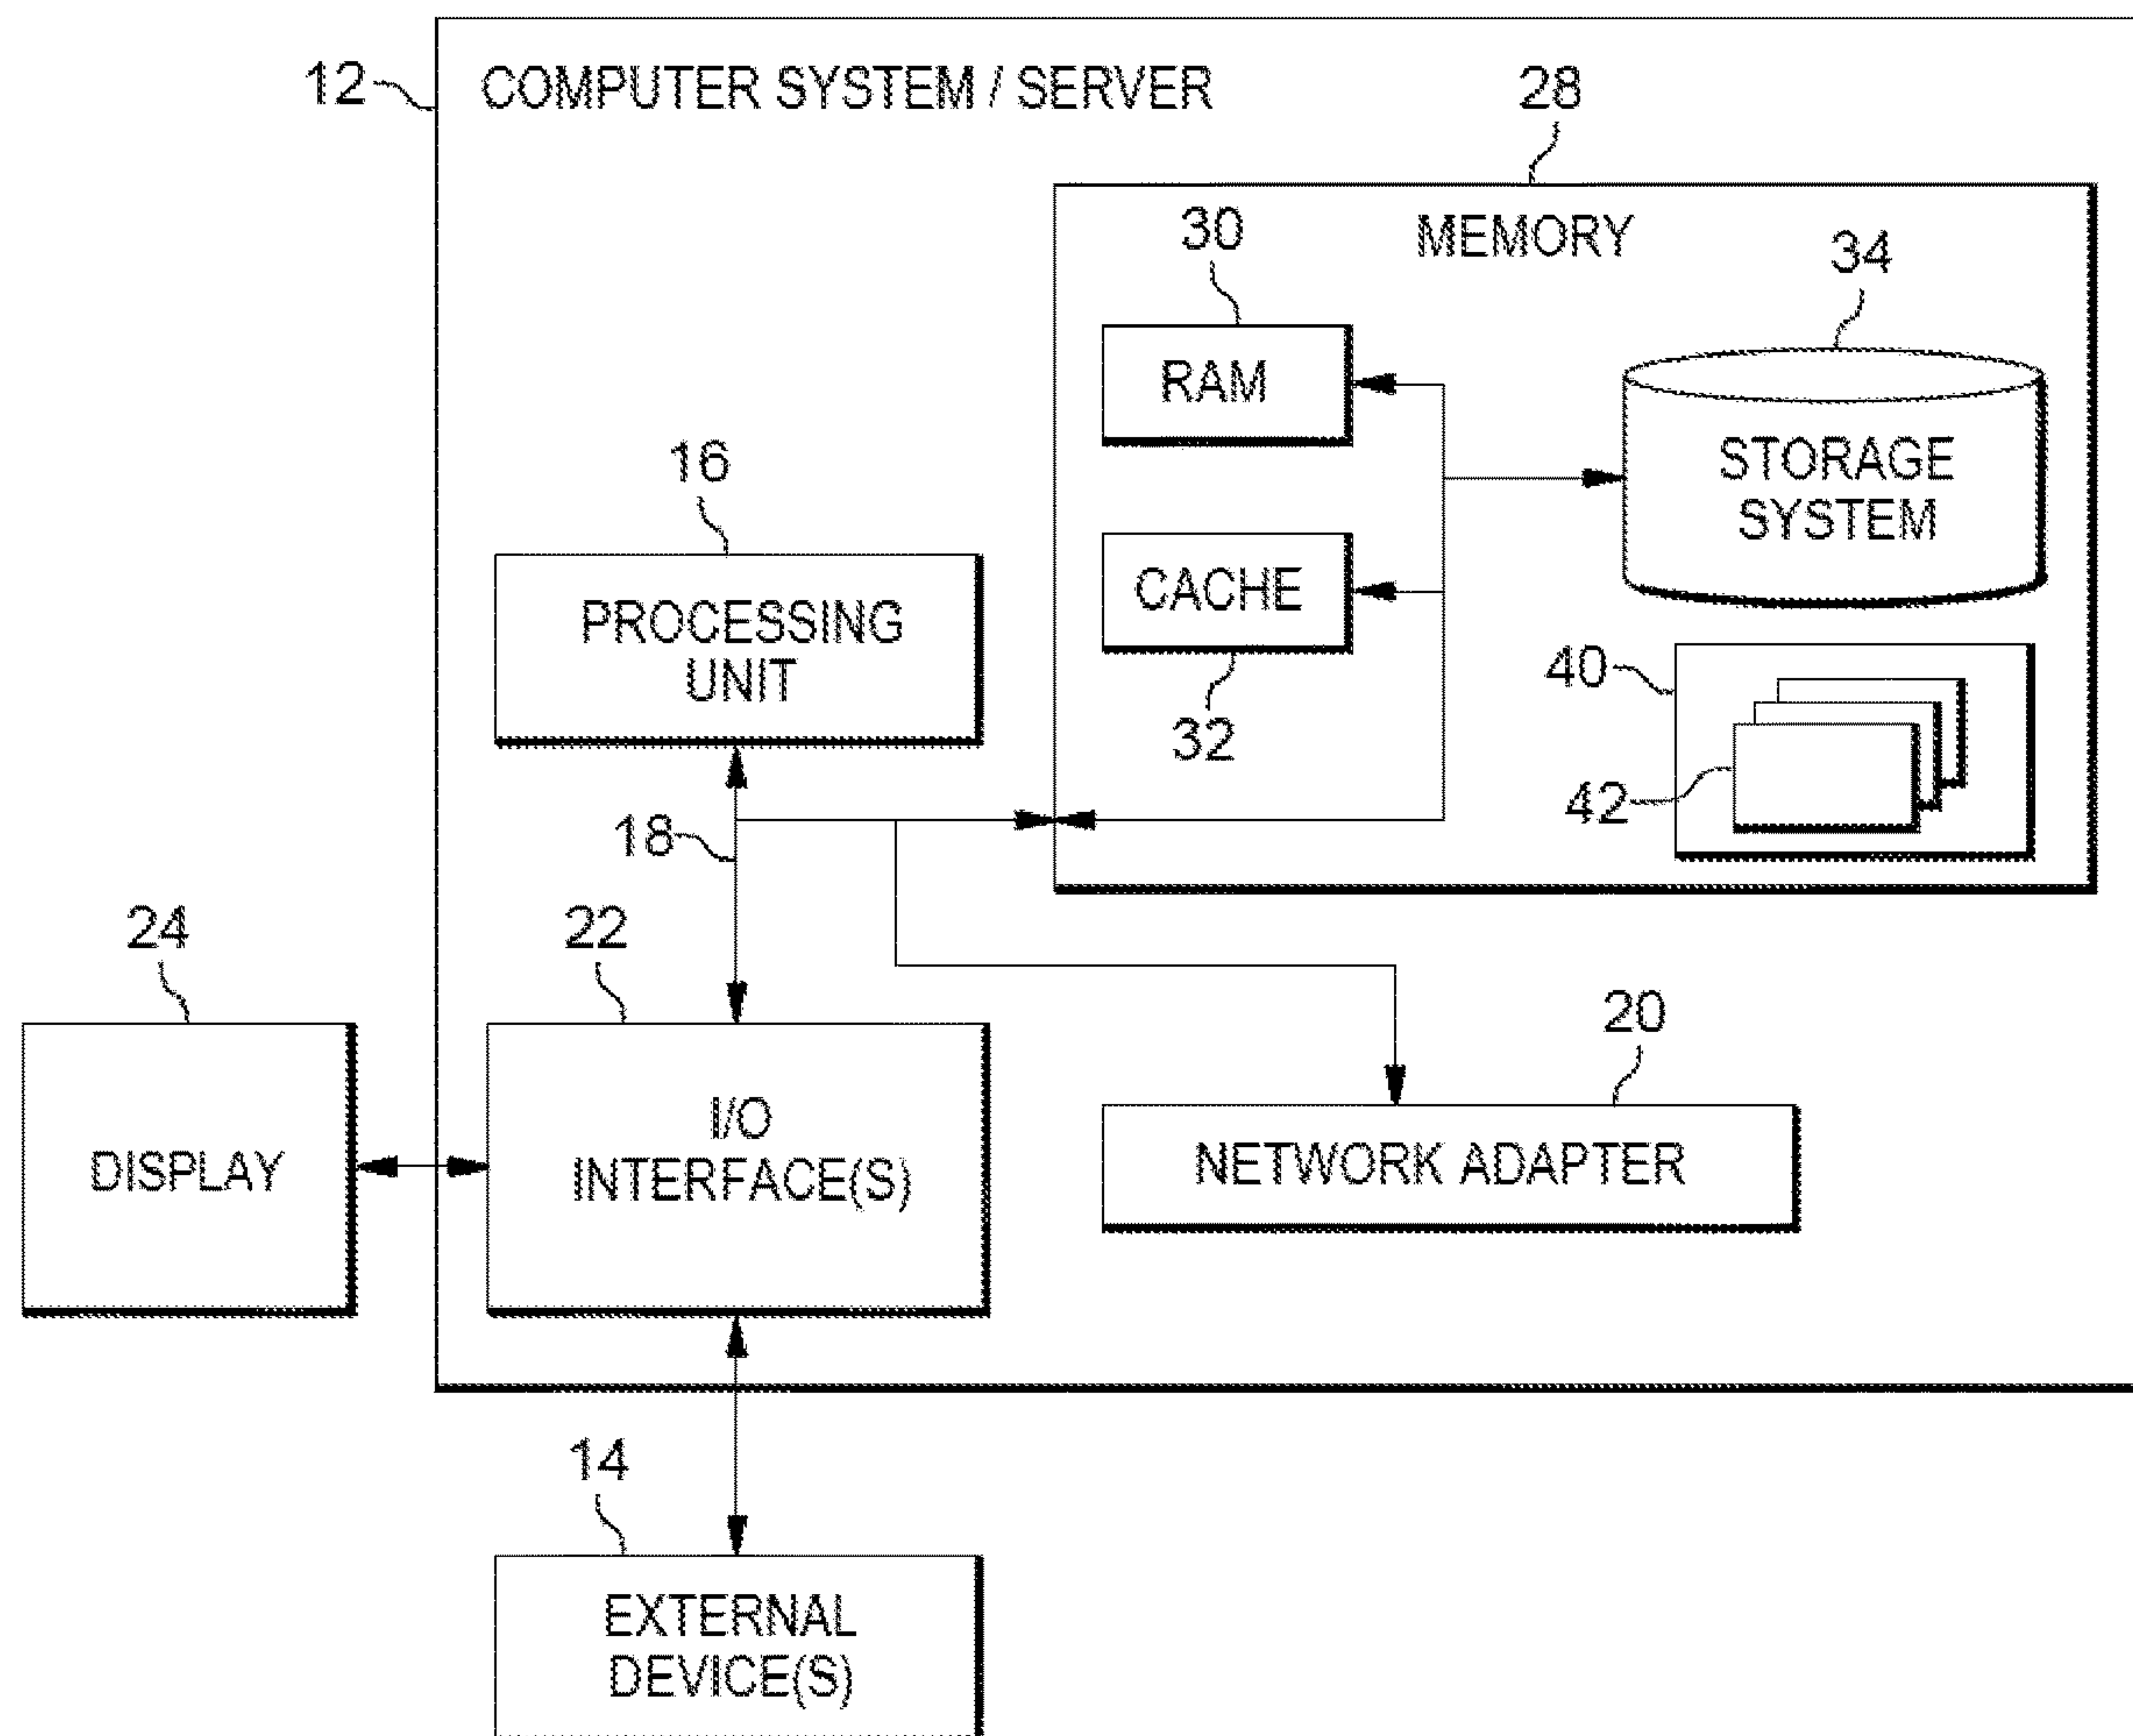 12
COMPUTER SYSTEM / SERVER
28
MEMORY
30
34
RAM
STORAGE
SYSTEM
16
PROCESSING
UNIT
CACHE
32
40
42
18
24
22
20
DISPLAY
I/O
INTERFACE(S)
NETWORK ADAPTER
14
EXTERNAL
DEVICE(S)